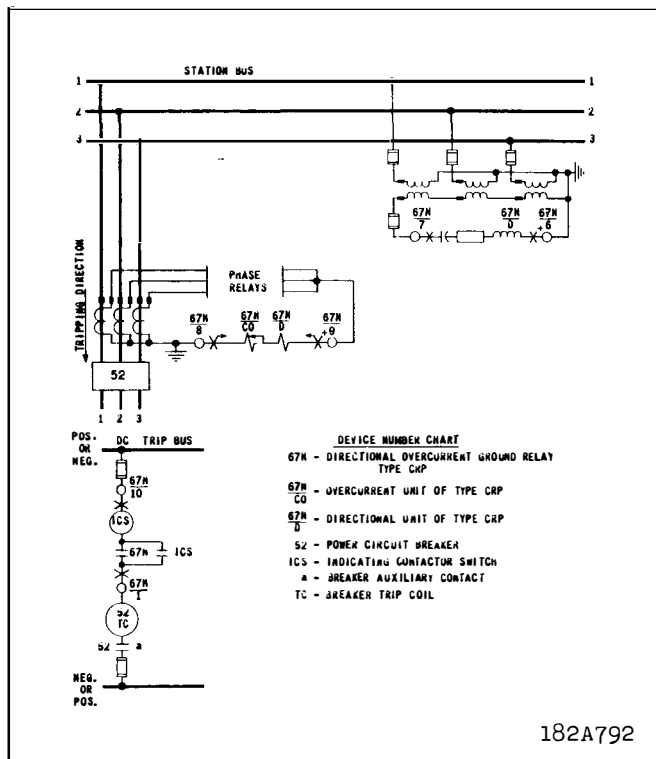 STATION BUS
1 1
2 2
3 3
67N
7
67N
D
67N
+6
TRIPPING DIRECTION
PHASE
RELAYS
67N
8
67N
CO
67N
D
67N
+9
52
1 2 3
POS.
OR
NEG.
DC TRIP BUS
67N
10
ICS
67N ICS
67N
1
52
TC
52 a
NEG.
OR
POS.
DEVICE NUMBER CHART
67N - DIRECTIONAL OVERCURRENT GROUND RELAY
TYPE CRP
67N
CO - OVERCURRENT UNIT OF TYPE CRP
67N
D - DIRECTIONAL UNIT OF TYPE CRP
52 - POWER CIRCUIT BREAKER
ICS - INDICATING CONTACTOR SWITCH
a - BREAKER AUXILIARY CONTACT
TC - BREAKER TRIP COIL
182A792